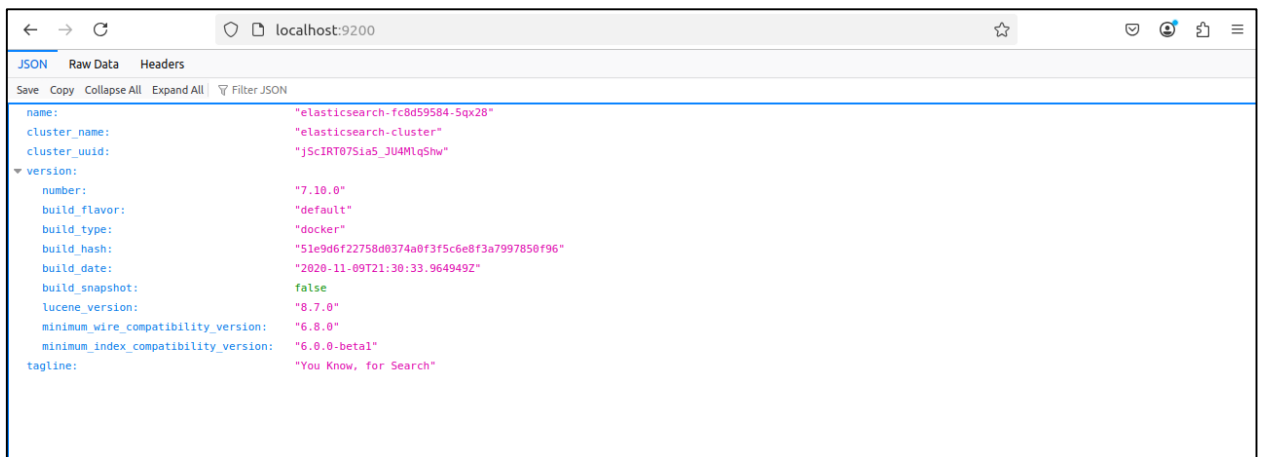 localhost:9200
JSON Raw Data Headers
Save Copy Collapse All Expand All Filter JSON
name: "elasticsearch-fc8d59584-5qx28"
cluster_name: "elasticsearch-cluster"
cluster_uuid: "jScIRT07Sia5_JU4MlqShw"
version:
number: "7.10.0"
build_flavor: "default"
build_type: "docker"
build_hash: "51e9d6f22758d0374a0f3f5c6e8f3a7997850f96"
build_date: "2020-11-09T21:30:33.964949Z"
build_snapshot: false
lucene_version: "8.7.0"
minimum_wire_compatibility_version: "6.8.0"
minimum_index_compatibility_version: "6.0.0-beta1"
tagline: "You Know, for Search"